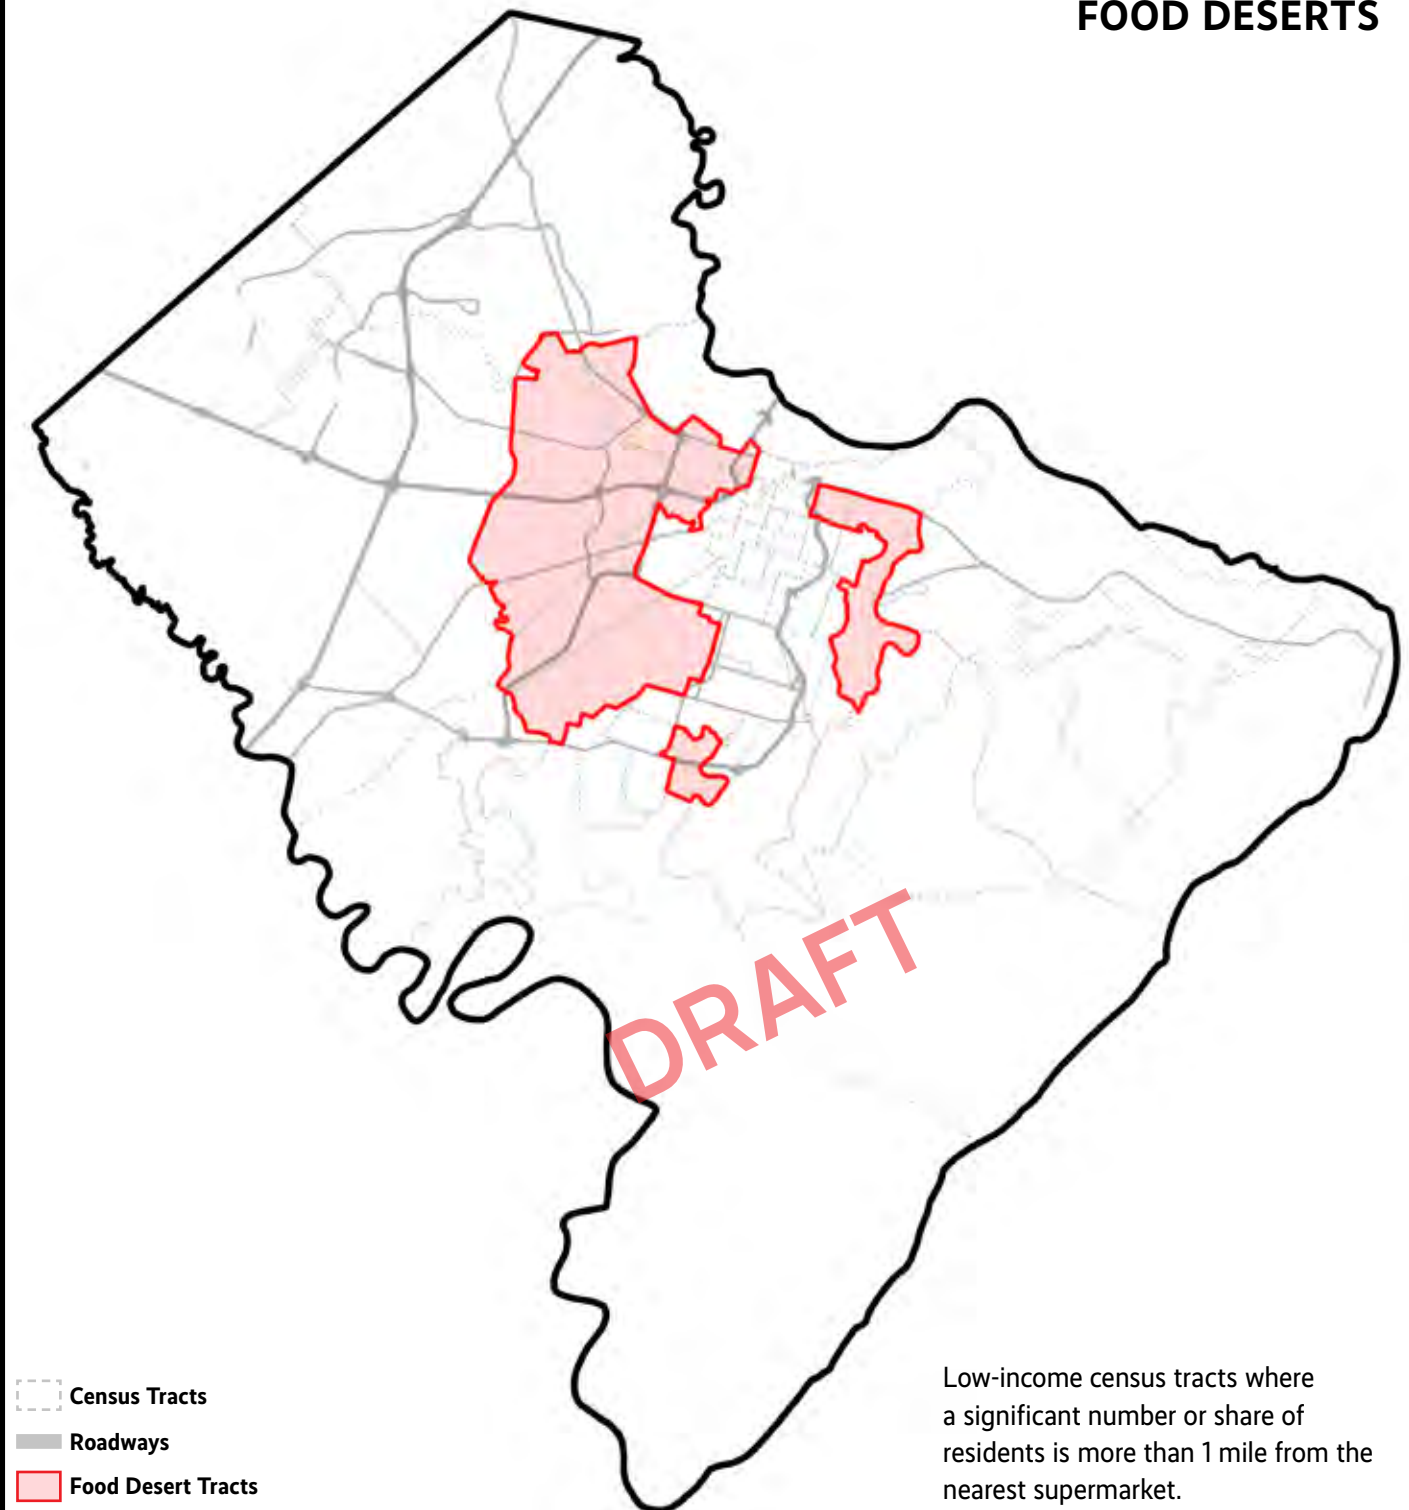 FOOD DESERTS
DRAFT
Census Tracts
Roadways
Food Desert Tracts
Low-income census tracts where
a significant number or share of
residents is more than 1 mile from the
nearest supermarket.